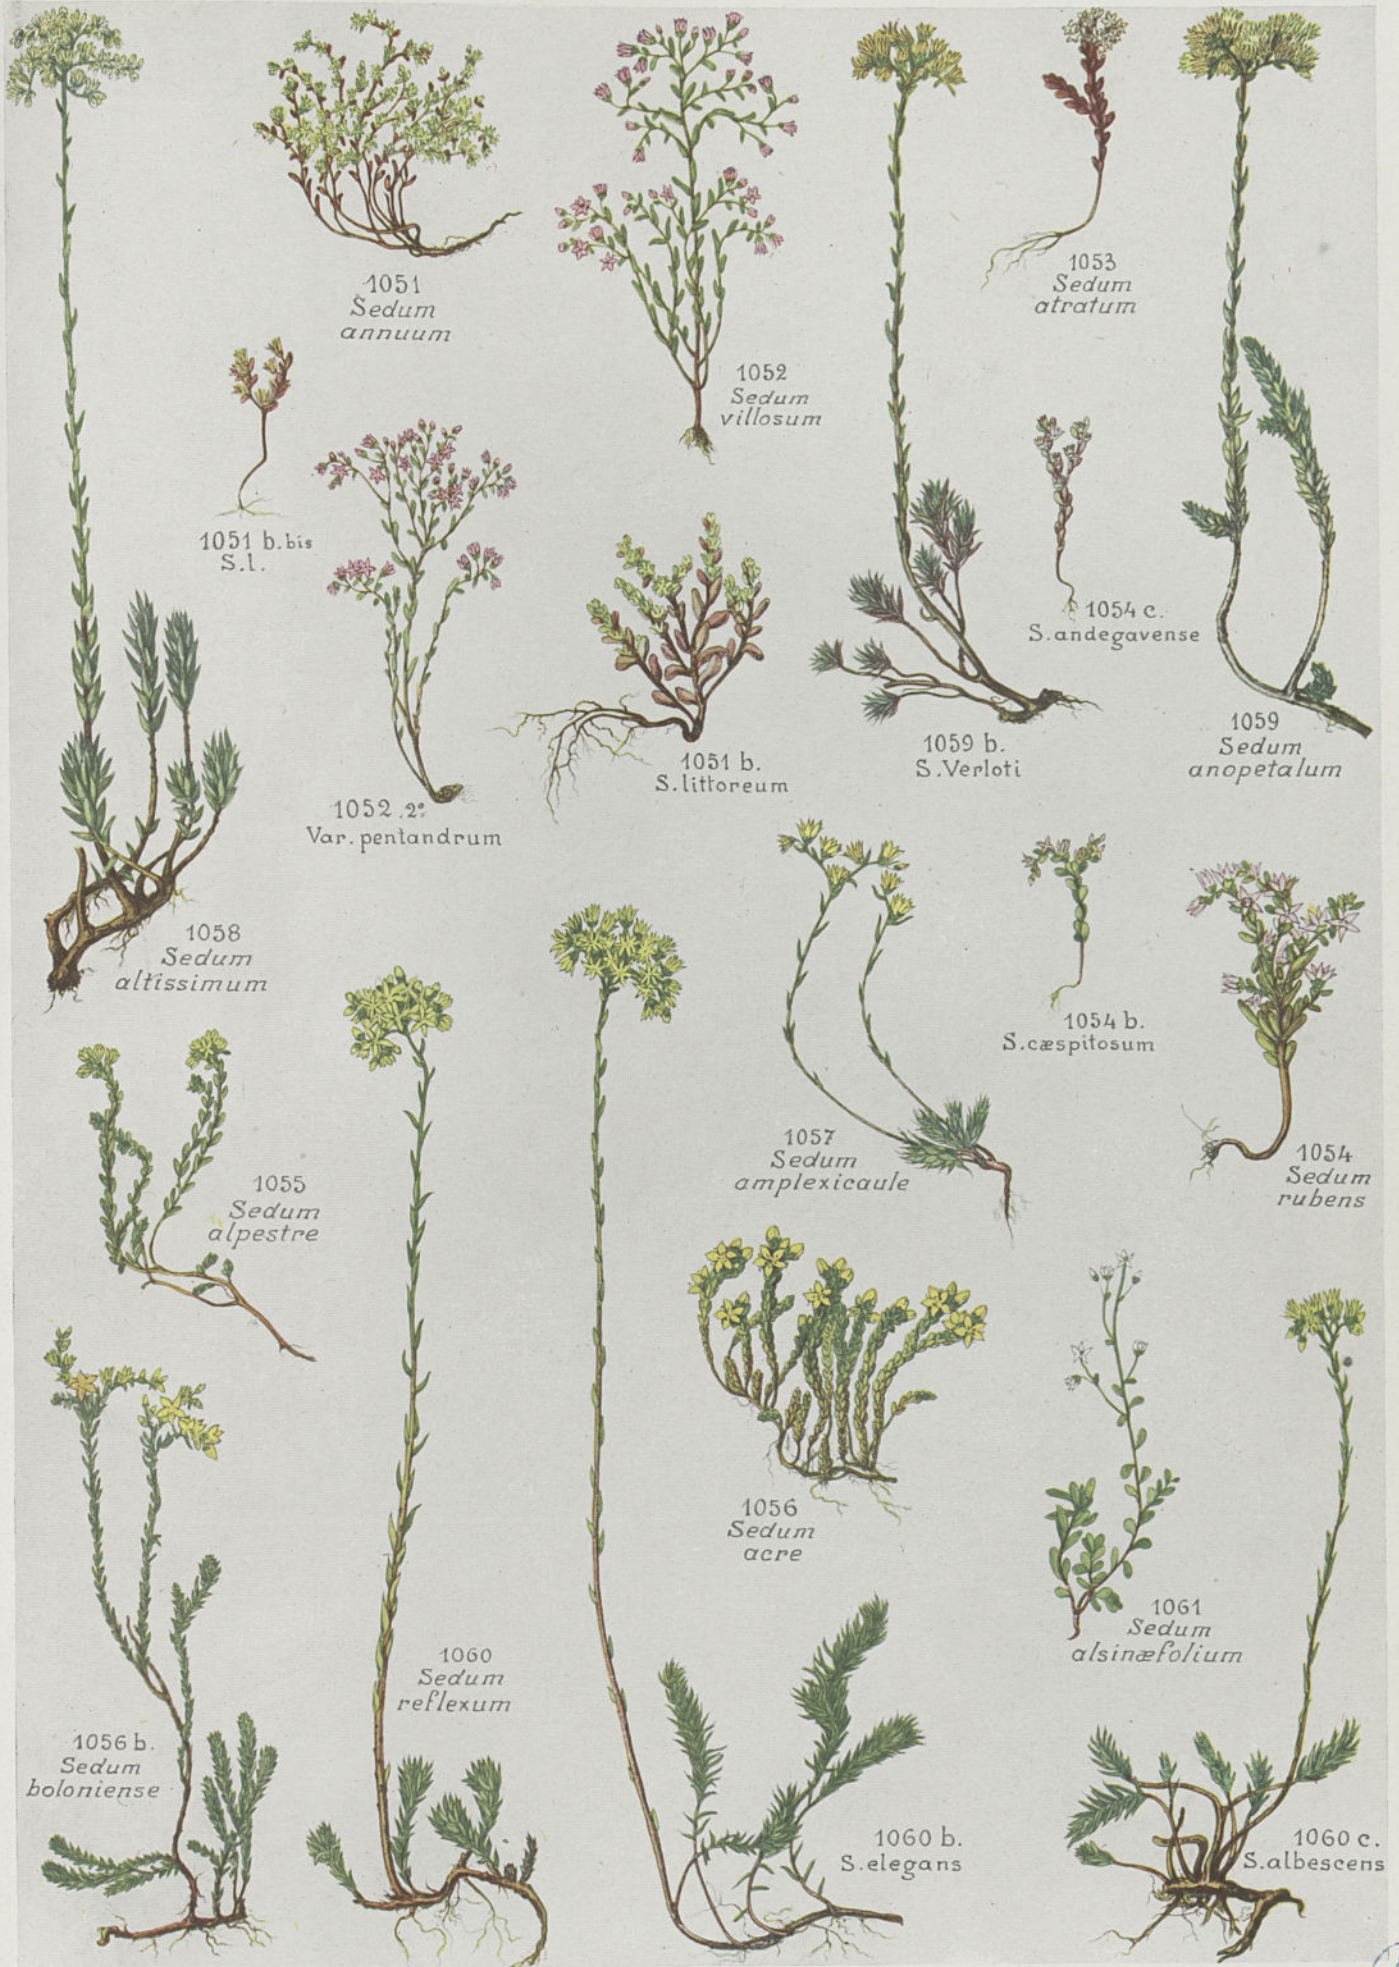 1051
Sedum
annuum
1053
Sedum
atratum
1052
Sedum
villosum
1051 b.bis
S.l.
1054 c.
S.andegavense
1059
Sedum
anopetalum
1059 b.
S.Verloti
1051 b.
S.littoreum
1052.2º
Var. pentandrum
1058
Sedum
altissimum
1054 b.
S.cæspitosum
1057
Sedum
amplexicaule
1054
Sedum
rubens
1055
Sedum
alpestre
1056
Sedum
acre
1061
Sedum
alsinæfolium
1060
Sedum
reflexum
1056 b.
Sedum
boloniense
1060 b.
S.elegans
1060 c.
S.albescens